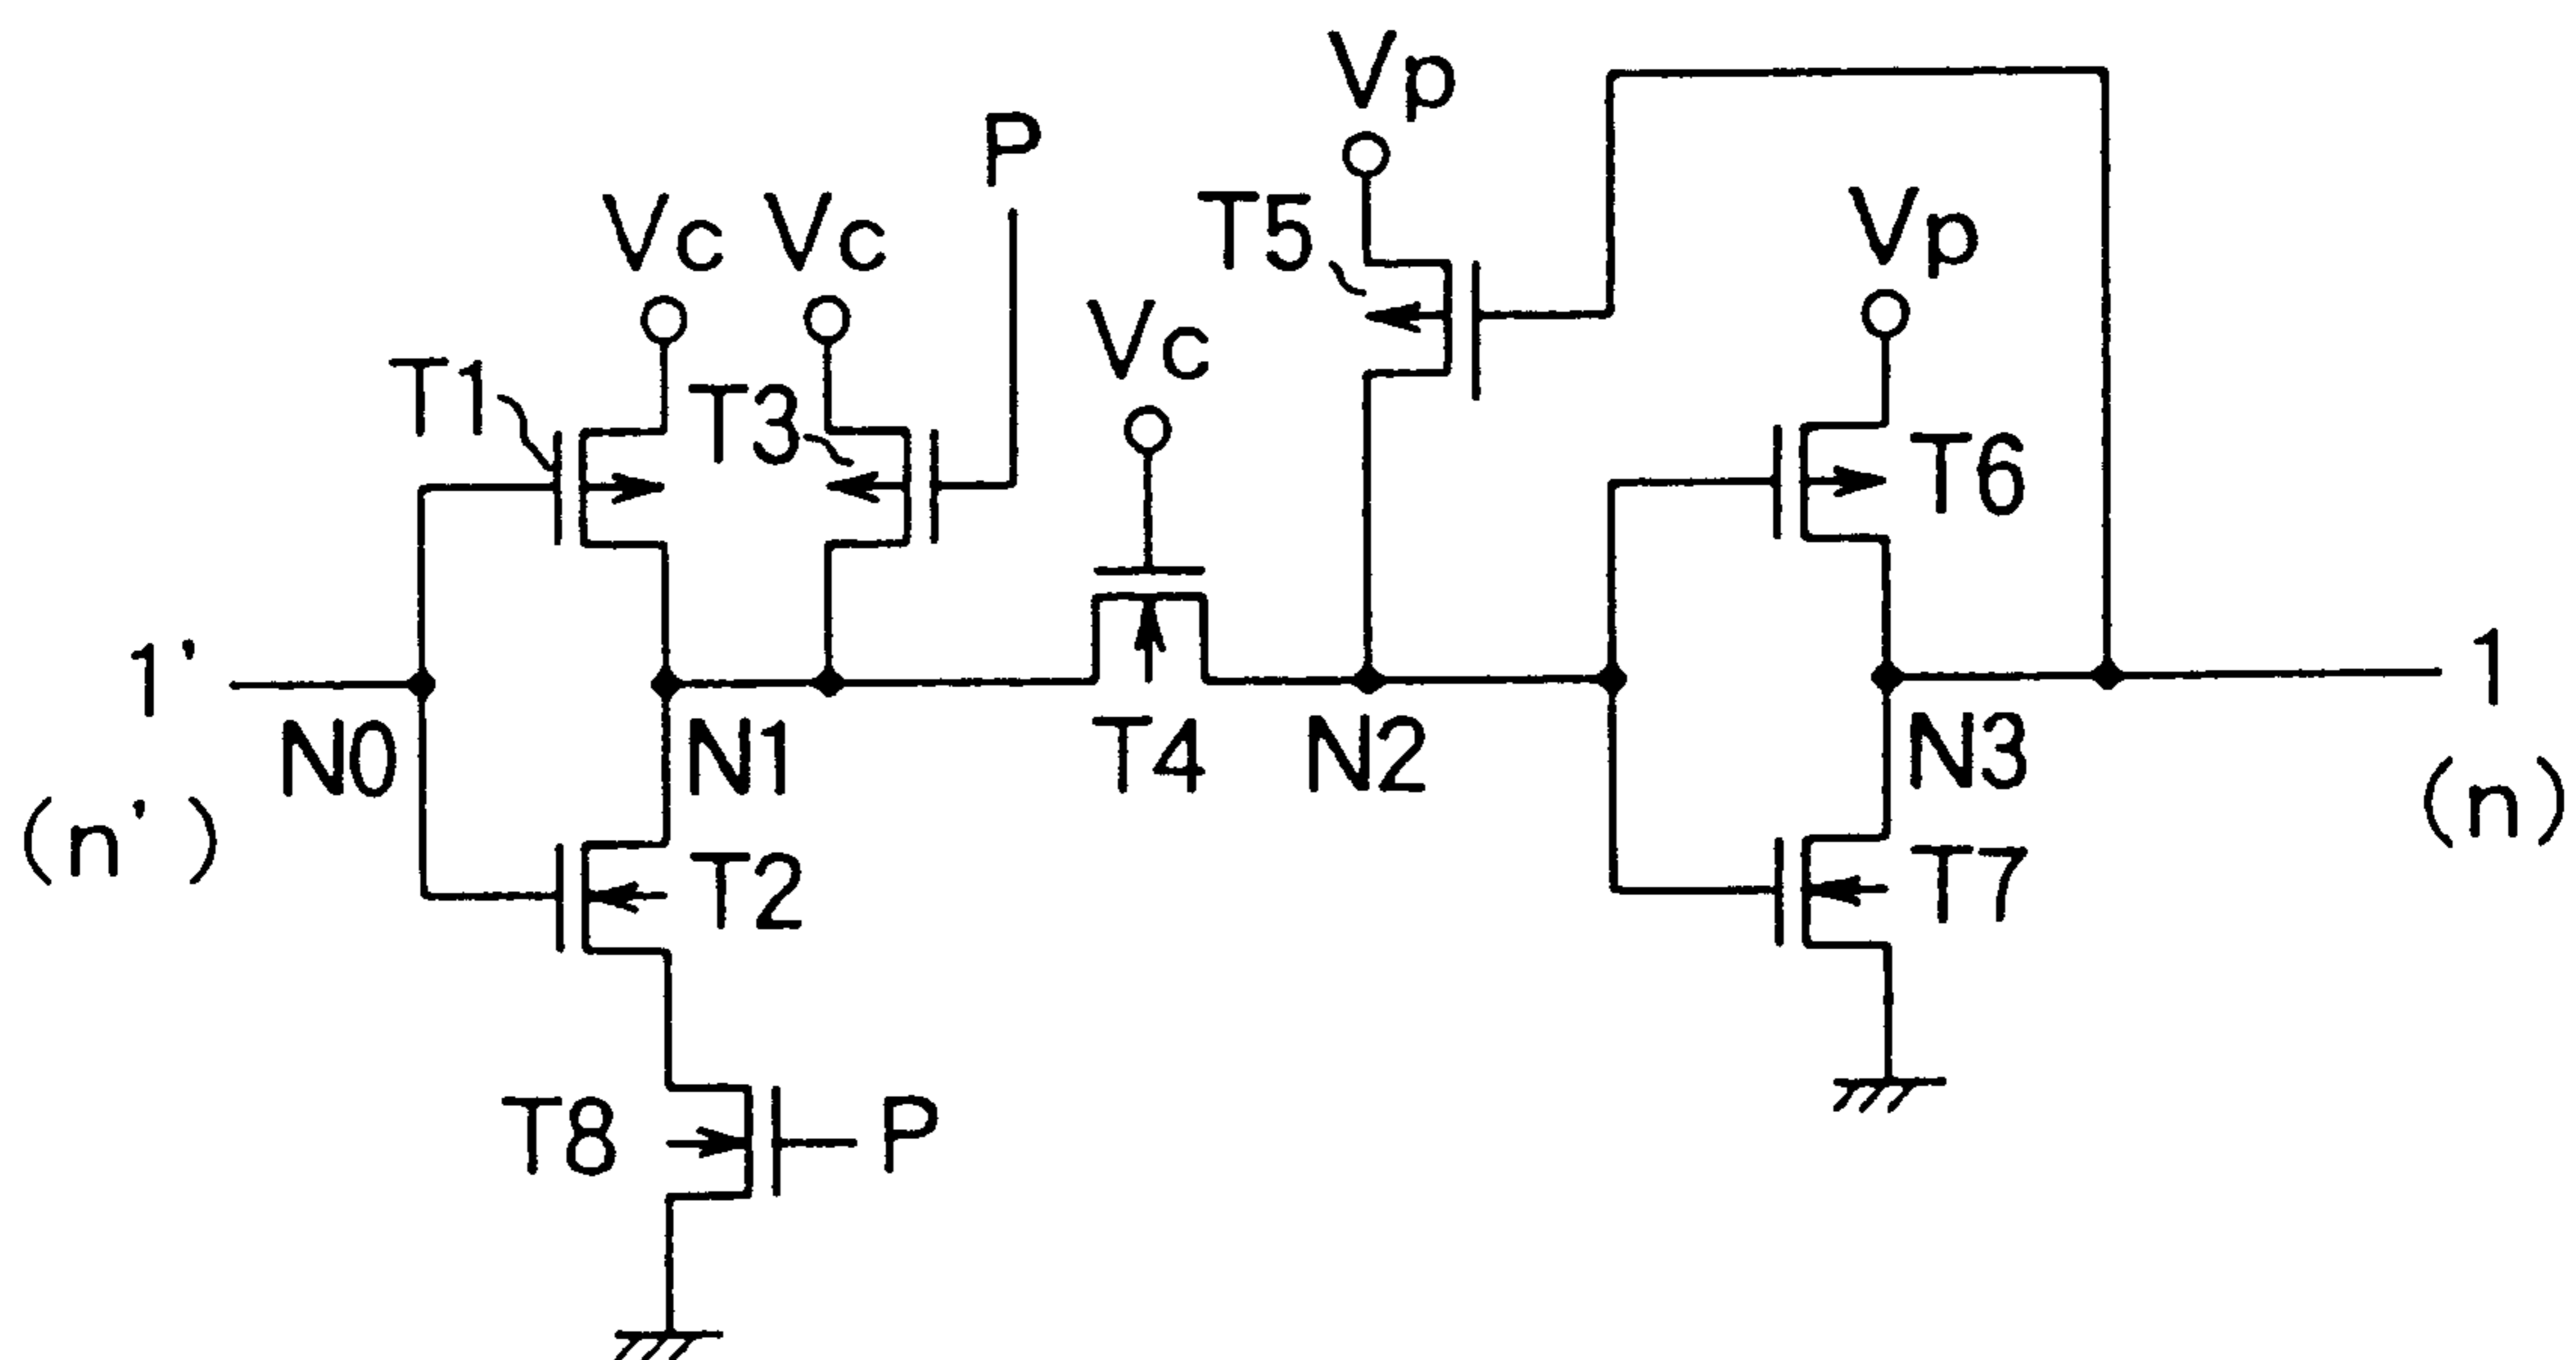 Vp
P
Vc
Vc
T5
Vp
Vc
T1
T3
T6
1'
1
N0
N1
T4
N2
N3
(n')
(n)
T2
T7
T8
P